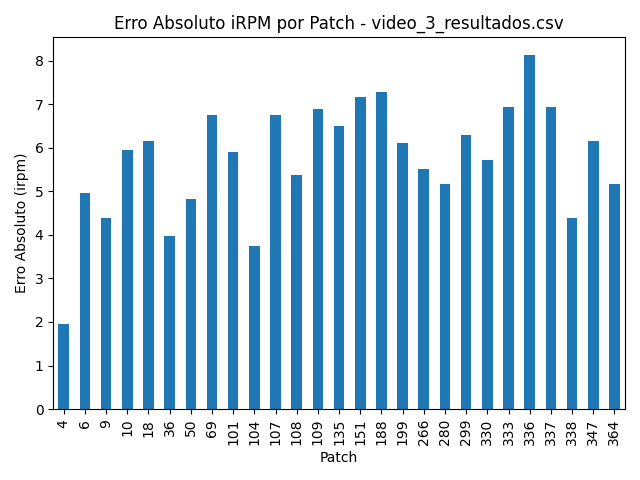 Erro Absoluto iRPM por Patch - video_3_resultados.csv
Erro Absoluto (irpm)
8
7
6
5
4
3
2
1
0
4 6 9 10 18 36 50 69 101 104 107 108 109 135 151 188 199 266 280 299 330 333 336 337 338 347 364
Patch